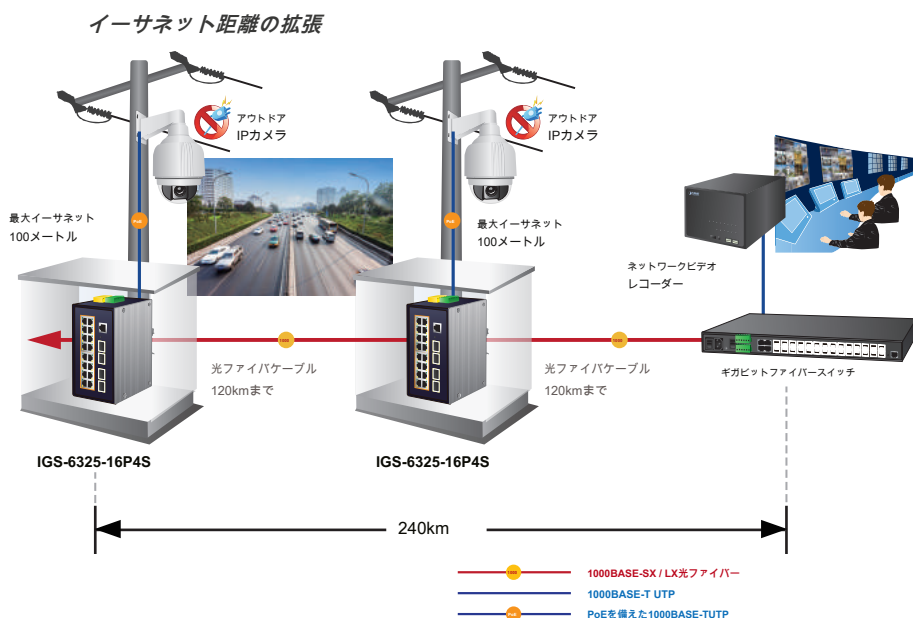 イーサネット距離の拡張
アウトドア
IPカメラ
アウトドア
IPカメラ
最大イーサネット
100メートル
PoE
最大イーサネット
100メートル
PoE
ネットワークビデオ
レコーダー
1000
1000
光ファイバケーブル
120kmまで
光ファイバケーブル
120kmまで
ギガビットファイバースイッチ
IGS-6325-16P4S
IGS-6325-16P4S
240km
1000
1000BASE-SX / LX光ファイバー
1000BASE-T UTP
PoE
PoEを備えた1000BASE-TUTP